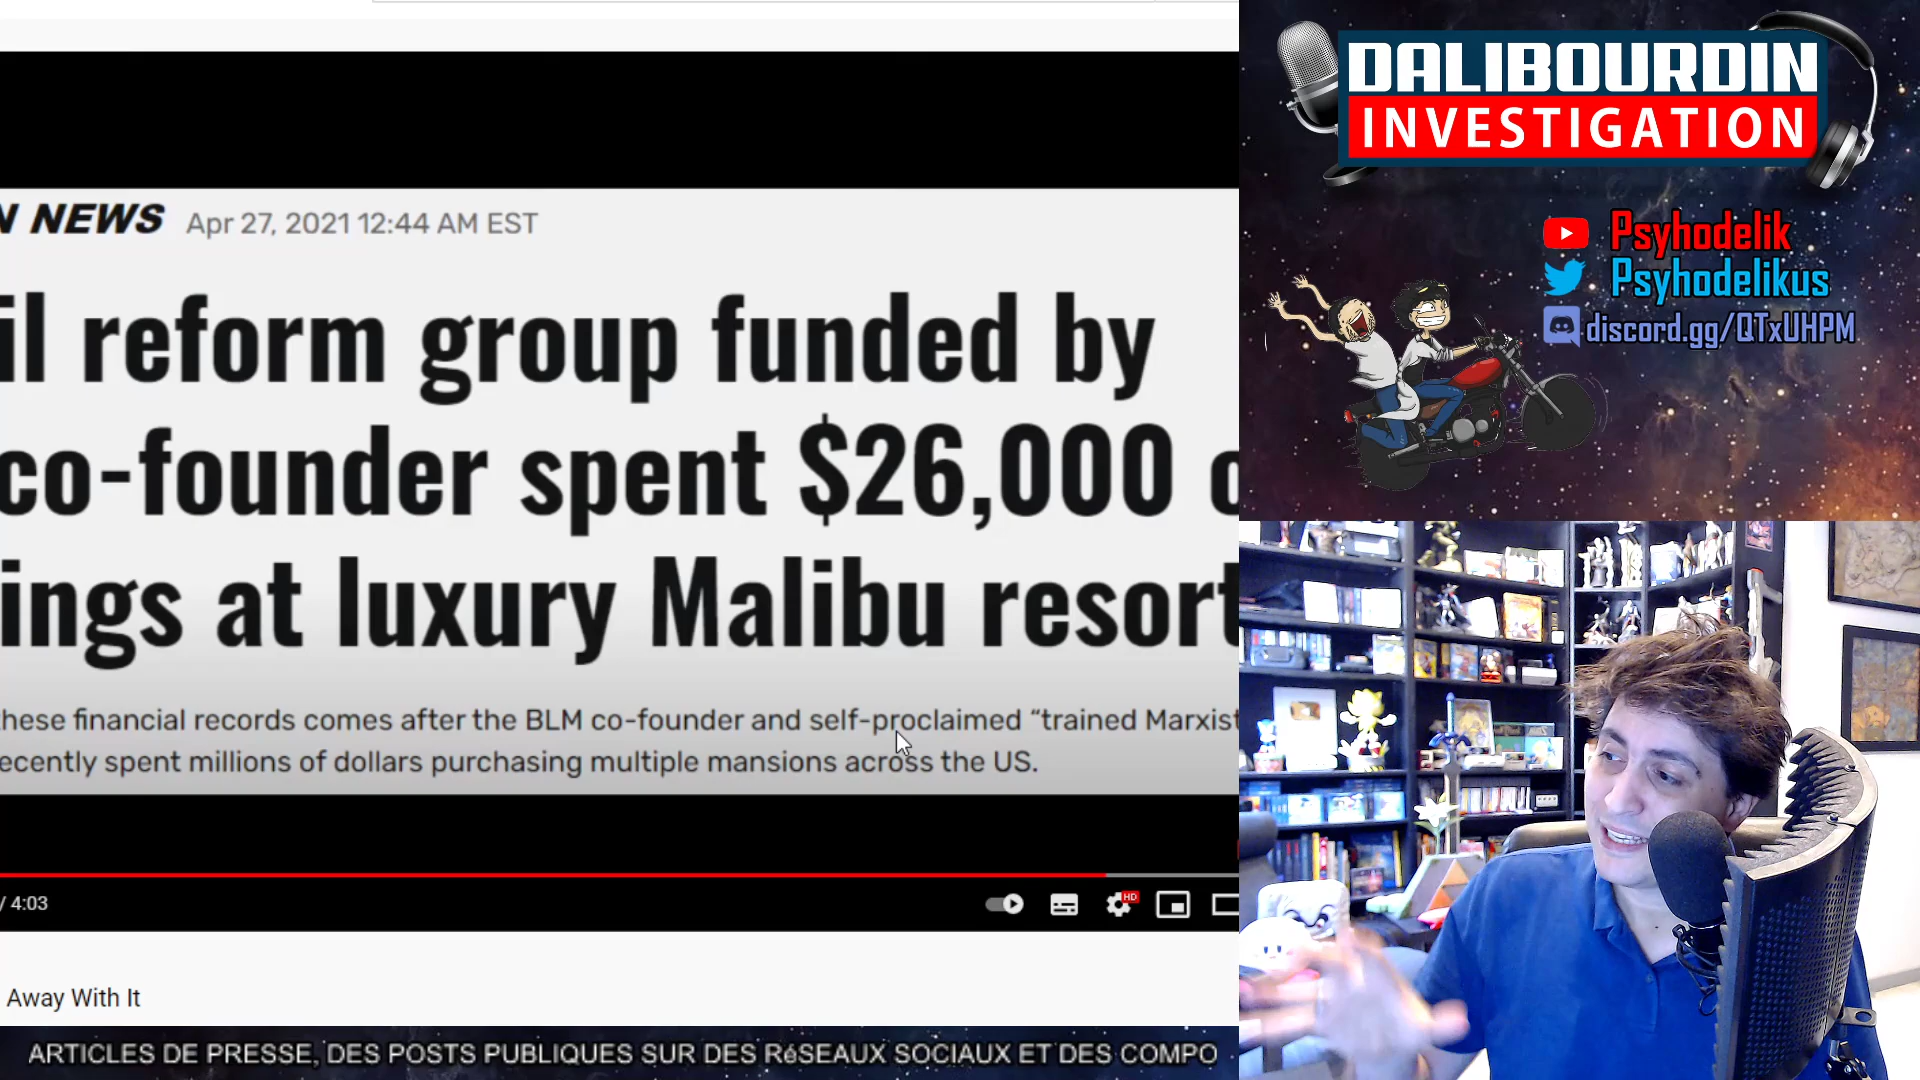 N NEWS Apr 27, 2021 12:44 AM EST
il reform group funded by
co-founder spent $26,000 o
ings at luxury Malibu resort
these financial records comes after the BLM co-founder and self-proclaimed “trained Marxist
ecently spent millions of dollars purchasing multiple mansions across the US.
/ 4:03
HD
Away With It
ARTICLES DE PRESSE, DES POSTS PUBLIQUES SUR DES RéSEAUX SOCIAUX ET DES COMPO
DALIBOURDIN
INVESTIGATION
Psyhodelik
Psyhodelikus
discord.gg/QTxUHPM